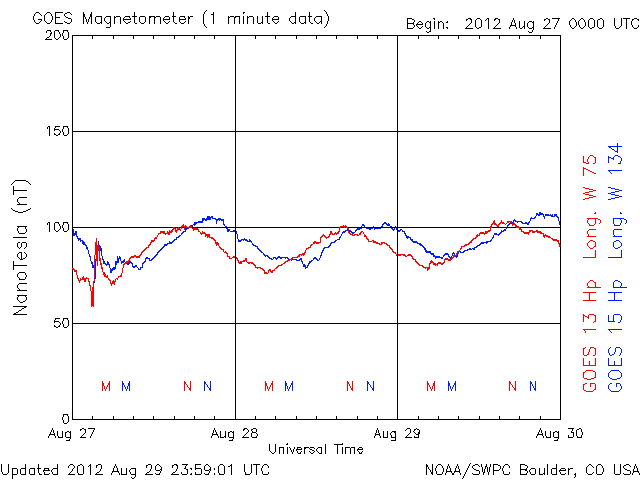 GOES Magnetometer (1 minute data)
Begin: 2012 Aug 27 0000 UTC
200
150
100
50
0
NanoTesla (nT)
M M N N M M N N M M N N
Aug 27 Aug 28 Aug 29 Aug 30
Universal Time
GOES 13 Hp Long. W 75
GOES 15 Hp Long. W 134
Updated 2012 Aug 29 23:59:01 UTC
NOAA/SWPC Boulder, CO USA